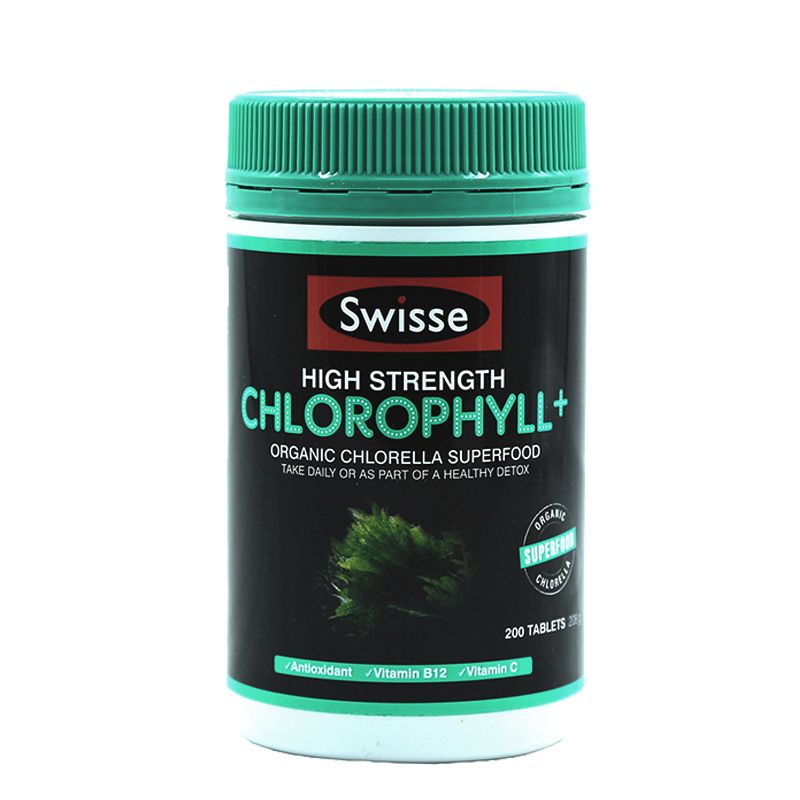 Swisse
HIGH STRENGTH
CHLOROPHYLL+
ORGANIC CHLORELLA SUPERFOOD
TAKE DAILY OR AS PART OF A HEALTHY DETOX
ORGANIC
SUPERFOOD
CHLORELLA
200 TABLETS
✓Antioxidant ✓Vitamin B12 ✓Vitamin C